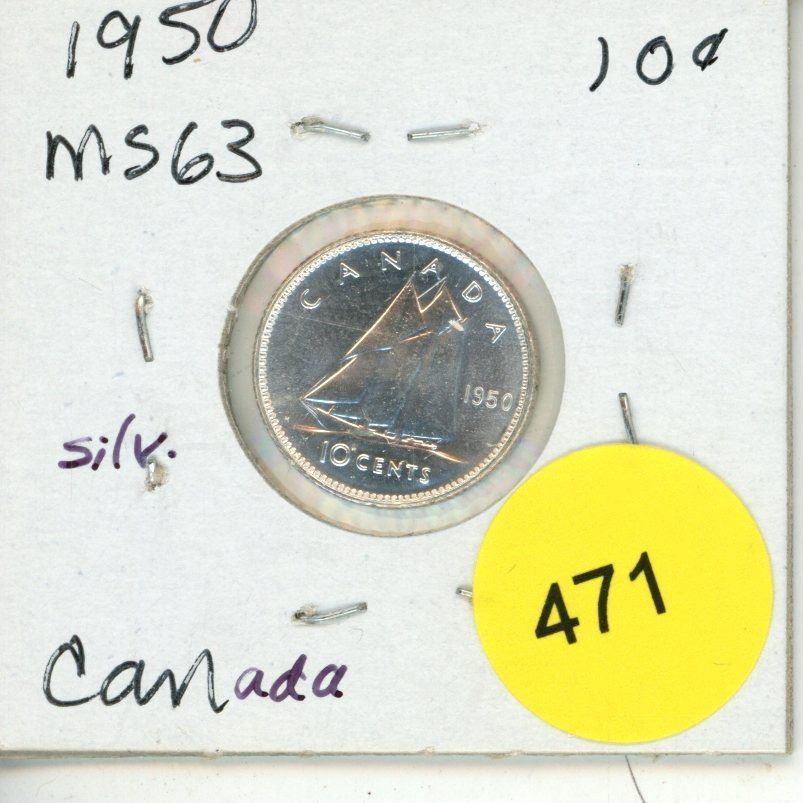 1950
10¢
MS63
CANADA
1950
10 CENTS
silv.
471
Canada